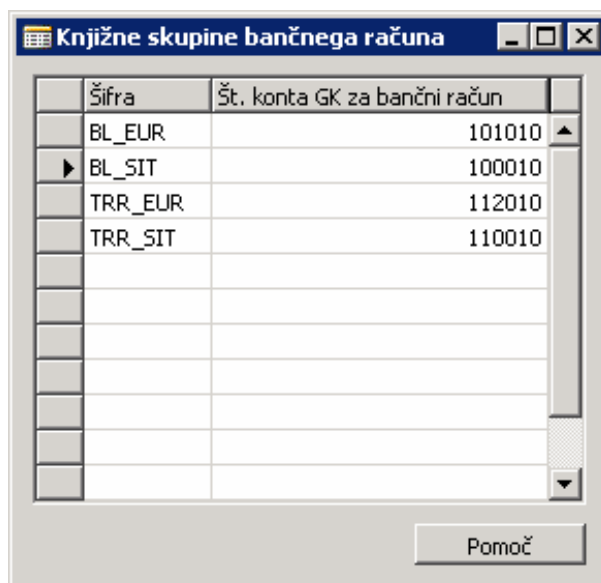 Knjižne skupine bančnega računa
Šifra Št. konta GK za bančni račun
BL_EUR 101010
BL_SIT 100010
TRR_EUR 112010
TRR_SIT 110010
Pomoč